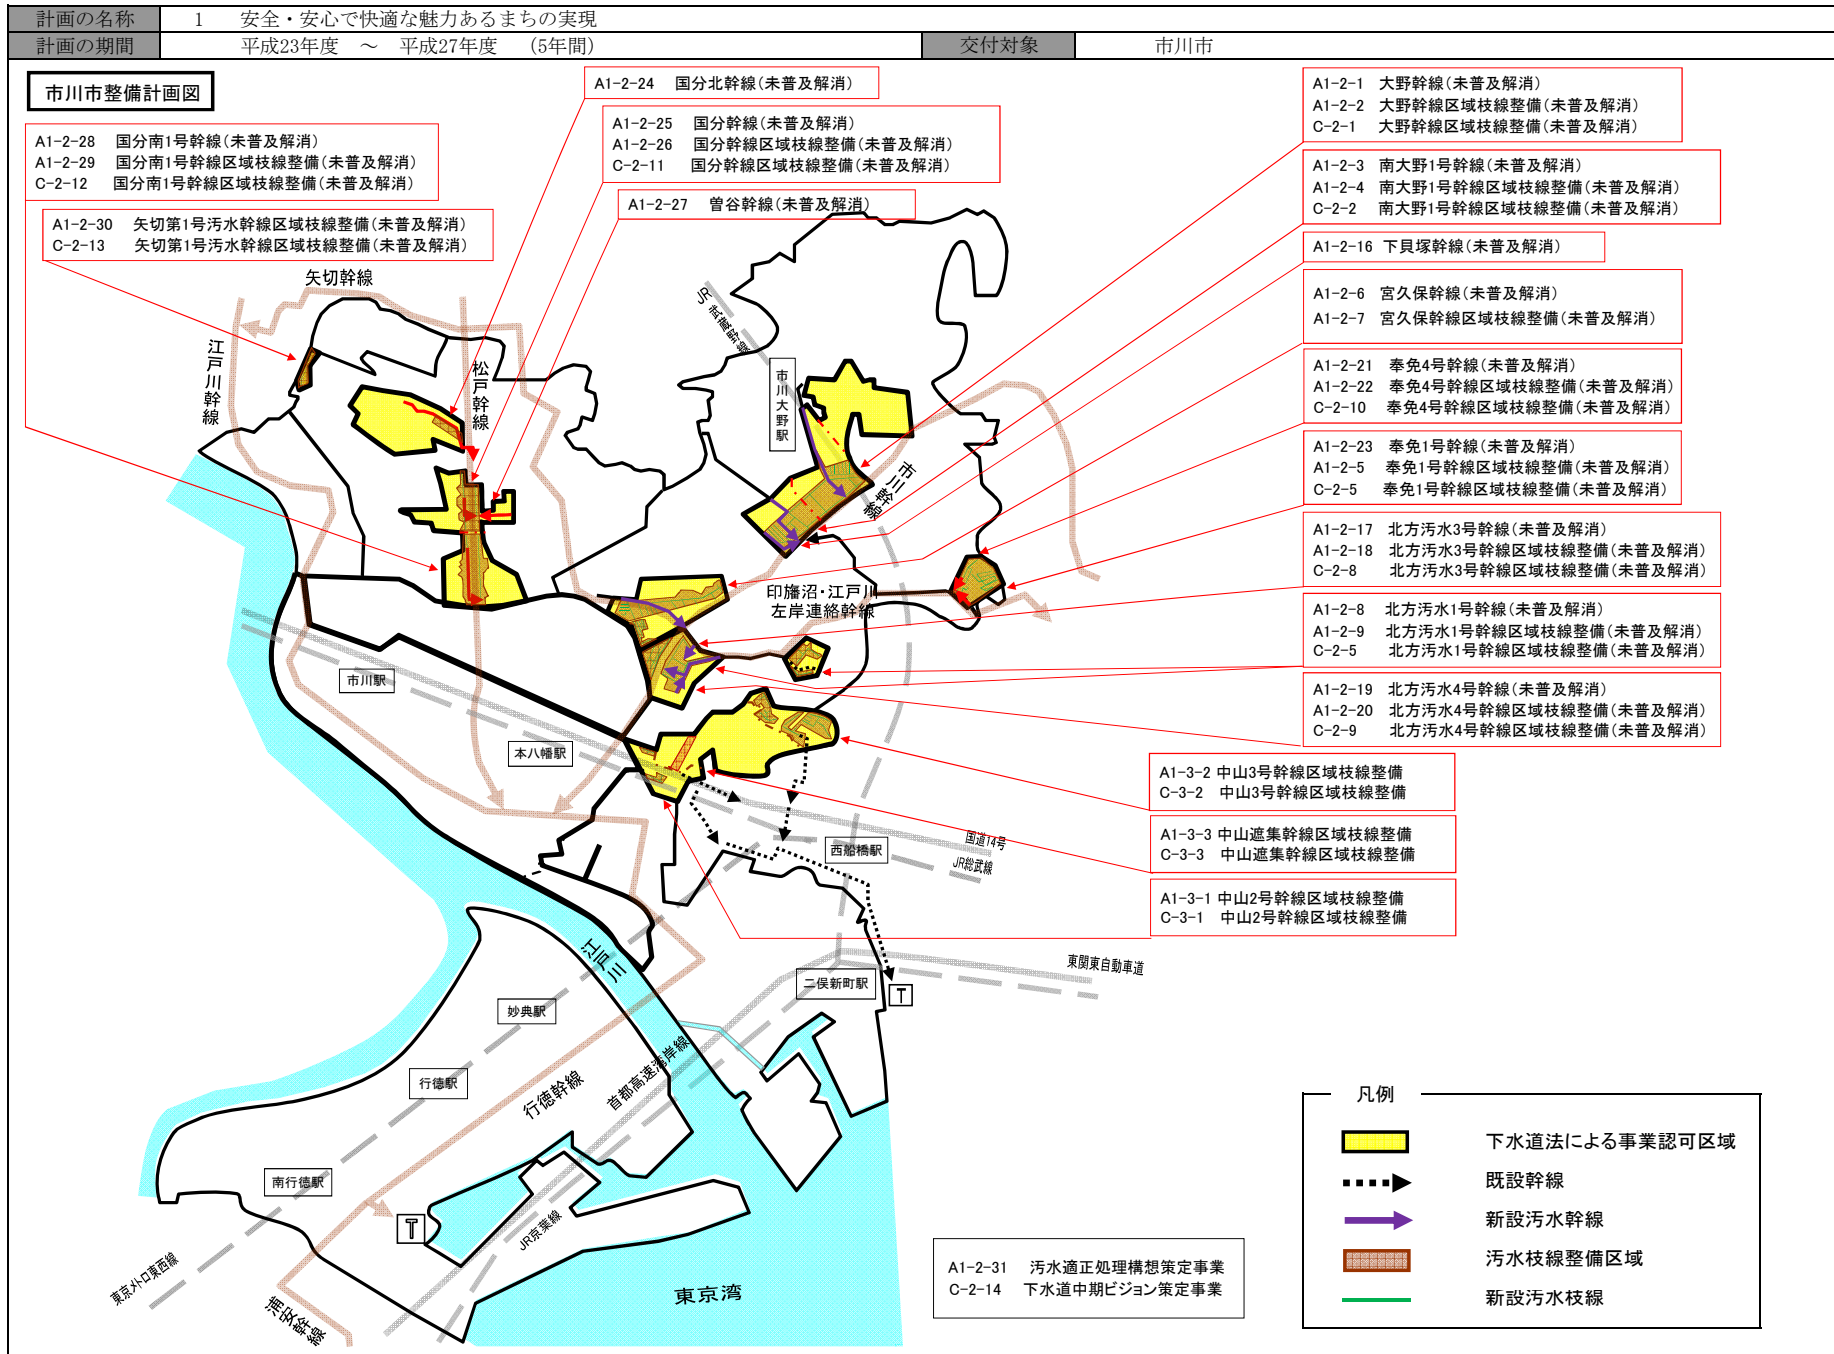 計画の名称 1 安全・安心で快適な魅力あるまちの実現
計画の期間 平成23年度 ～ 平成27年度 (5年間) 交付対象 市川市
市川市整備計画図
A1-2-24 国分北幹線(未普及解消)
A1-2-28 国分南1号幹線(未普及解消)
A1-2-29 国分南1号幹線区域枝線整備(未普及解消)
C-2-12 国分南1号幹線区域枝線整備(未普及解消)
A1-2-25 国分幹線(未普及解消)
A1-2-26 国分幹線区域枝線整備(未普及解消)
C-2-11 国分幹線区域枝線整備(未普及解消)
A1-2-27 曽谷幹線(未普及解消)
A1-2-30 矢切第1号汚水幹線区域枝線整備(未普及解消)
C-2-13 矢切第1号汚水幹線区域枝線整備(未普及解消)
A1-2-1 大野幹線(未普及解消)
A1-2-2 大野幹線区域枝線整備(未普及解消)
C-2-1 大野幹線区域枝線整備(未普及解消)
A1-2-3 南大野1号幹線(未普及解消)
A1-2-4 南大野1号幹線区域枝線整備(未普及解消)
C-2-2 南大野1号幹線区域枝線整備(未普及解消)
A1-2-16 下貝塚幹線(未普及解消)
A1-2-6 宮久保幹線(未普及解消)
A1-2-7 宮久保幹線区域枝線整備(未普及解消)
A1-2-21 奉免4号幹線(未普及解消)
A1-2-22 奉免4号幹線区域枝線整備(未普及解消)
C-2-10 奉免4号幹線区域枝線整備(未普及解消)
A1-2-23 奉免1号幹線(未普及解消)
A1-2-5 奉免1号幹線区域枝線整備(未普及解消)
C-2-5 奉免1号幹線区域枝線整備(未普及解消)
A1-2-17 北方汚水3号幹線(未普及解消)
A1-2-18 北方汚水3号幹線区域枝線整備(未普及解消)
C-2-8 北方汚水3号幹線区域枝線整備(未普及解消)
A1-2-8 北方汚水1号幹線(未普及解消)
A1-2-9 北方汚水1号幹線区域枝線整備(未普及解消)
C-2-5 北方汚水1号幹線区域枝線整備(未普及解消)
A1-2-19 北方汚水4号幹線(未普及解消)
A1-2-20 北方汚水4号幹線区域枝線整備(未普及解消)
C-2-9 北方汚水4号幹線区域枝線整備(未普及解消)
A1-3-2 中山3号幹線区域枝線整備
C-3-2 中山3号幹線区域枝線整備
A1-3-3 中山遮集幹線区域枝線整備
C-3-3 中山遮集幹線区域枝線整備
A1-3-1 中山2号幹線区域枝線整備
C-3-1 中山2号幹線区域枝線整備
矢切幹線
江戸川幹線
松戸幹線
JR武蔵野線
市川大野駅
市川幹線
印旛沼・江戸川
左岸連絡幹線
市川駅
本八幡駅
西船橋駅
国道14号
JR総武線
江戸川
二俣新町駅
T
東関東自動車道
妙典駅
行徳駅
行徳幹線
首都高速湾岸線
南行徳駅
T
JR京葉線
東京メトロ東西線
浦安幹線
東京湾
A1-2-31 汚水適正処理構想策定事業
C-2-14 下水道中期ビジョン策定事業
凡例
下水道法による事業認可区域
既設幹線
新設汚水幹線
汚水枝線整備区域
新設汚水枝線